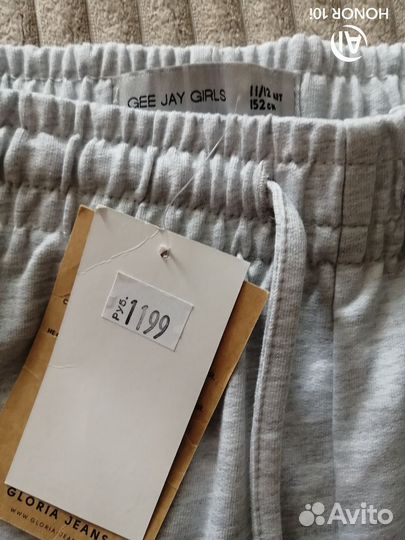 HONOR 10i
AI
GEE JAY GIRLS
11/12 лет
152 см
Руб.
1199
GLORIA JEANS
WWW.GLORIA-JEANS
Avito